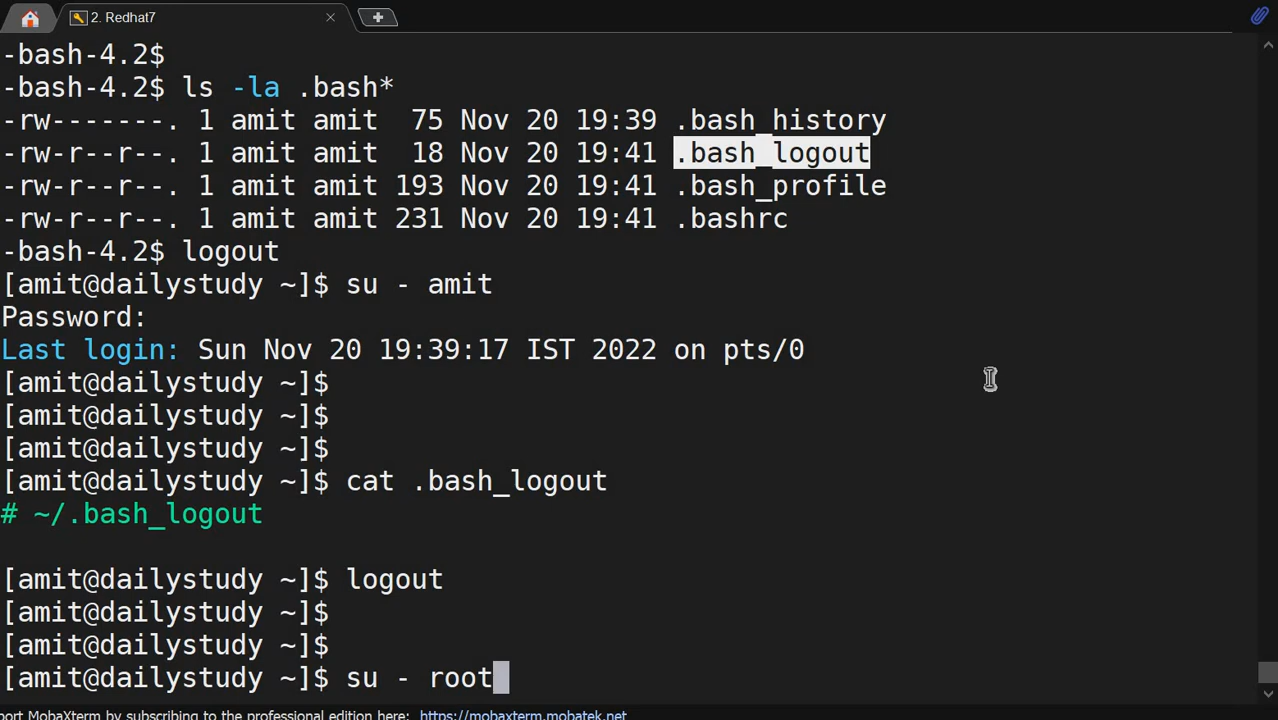 2. Redhat7
-bash-4.2$
-bash-4.2$ ls -la .bash*
-rw-------. 1 amit amit  75 Nov 20 19:39 .bash_history
-rw-r--r--. 1 amit amit  18 Nov 20 19:41 .bash_logout
-rw-r--r--. 1 amit amit 193 Nov 20 19:41 .bash_profile
-rw-r--r--. 1 amit amit 231 Nov 20 19:41 .bashrc
-bash-4.2$ logout
[amit@dailystudy ~]$ su - amit
Password:
Last login: Sun Nov 20 19:39:17 IST 2022 on pts/0
[amit@dailystudy ~]$
[amit@dailystudy ~]$
[amit@dailystudy ~]$
[amit@dailystudy ~]$ cat .bash_logout
# ~/.bash_logout
[amit@dailystudy ~]$ logout
[amit@dailystudy ~]$
[amit@dailystudy ~]$
[amit@dailystudy ~]$ su - root
port MobaXterm by subscribing to the professional edition here: https://mobaxterm.mobatek.net